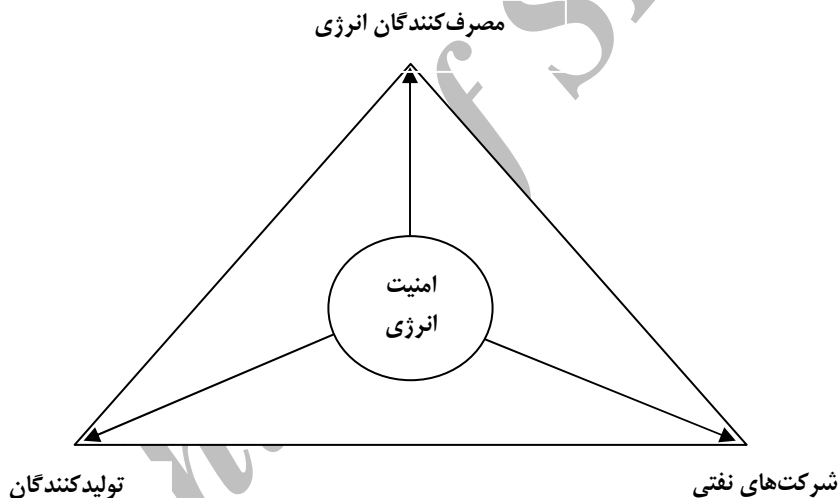 مصرف‌کنندگان انرژی
امنیت
انرژی
شرکت‌های نفتی
تولیدکنندگان